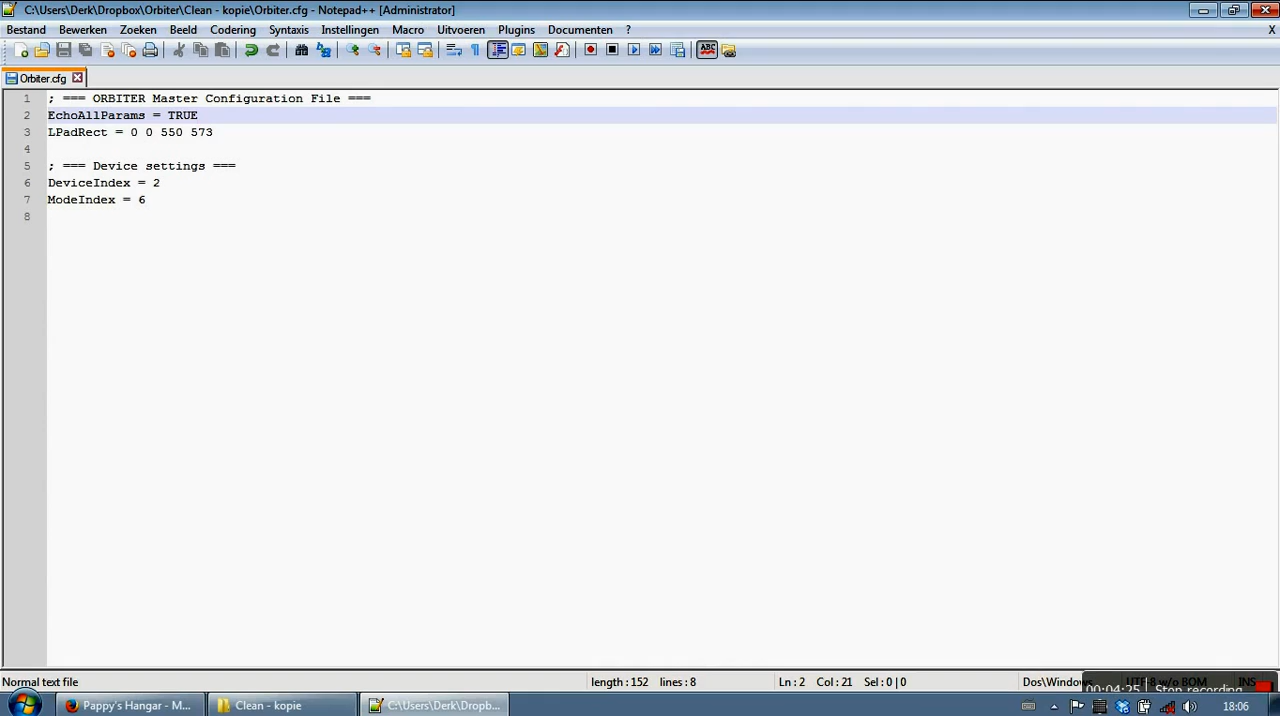 C:\Users\Derk\Dropbox\Orbiter\Clean - kopie\Orbiter.cfg - Notepad++ [Administrator]
Bestand Bewerken Zoeken Beeld Codering Syntaxis Instellingen Macro Uitvoeren Plugins Documenten ? X
Orbiter.cfg
1 ; === ORBITER Master Configuration File ===
2 EchoAllParams = TRUE
3 LPadRect = 0 0 550 573
4
5 ; === Device settings ===
6 DeviceIndex = 2
7 ModeIndex = 6
8
Normal text file length : 152 lines : 8 Ln : 2 Col : 21 Sel : 0 | 0 Dos\Windows UTF-8 w/o BOM INS
00:04:25 Stop recording
Pappy's Hangar - M... Clean - kopie C:\Users\Derk\Dropb... 18:06